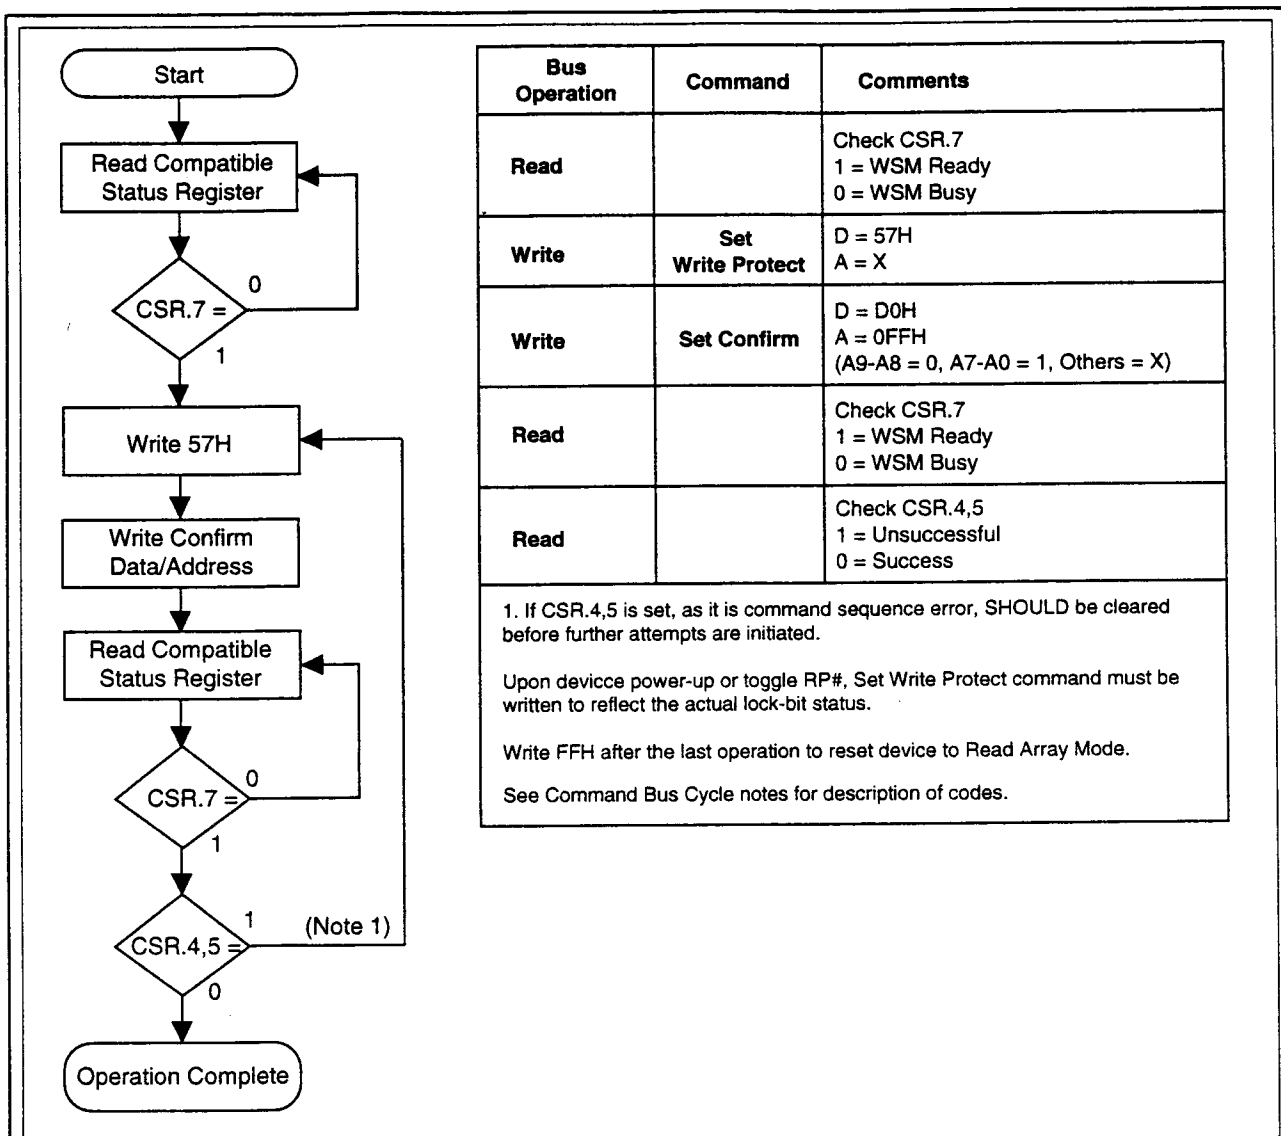 Start
Read Compatible
Status Register
CSR.7 =
0
1
Write 57H
Write Confirm
Data/Address
Read Compatible
Status Register
CSR.7 =
0
1
CSR.4,5 =
1
(Note 1)
0
Operation Complete
Bus
Operation
Command
Comments
Read
Check CSR.7
1 = WSM Ready
0 = WSM Busy
Write
Set
Write Protect
D = 57H
A = X
Write
Set Confirm
D = D0H
A = 0FFH
(A9-A8 = 0, A7-A0 = 1, Others = X)
Read
Check CSR.7
1 = WSM Ready
0 = WSM Busy
Read
Check CSR.4,5
1 = Unsuccessful
0 = Success
1. If CSR.4,5 is set, as it is command sequence error, SHOULD be cleared
before further attempts are initiated.
Upon devicce power-up or toggle RP#, Set Write Protect command must be
written to reflect the actual lock-bit status.
Write FFH after the last operation to reset device to Read Array Mode.
See Command Bus Cycle notes for description of codes.